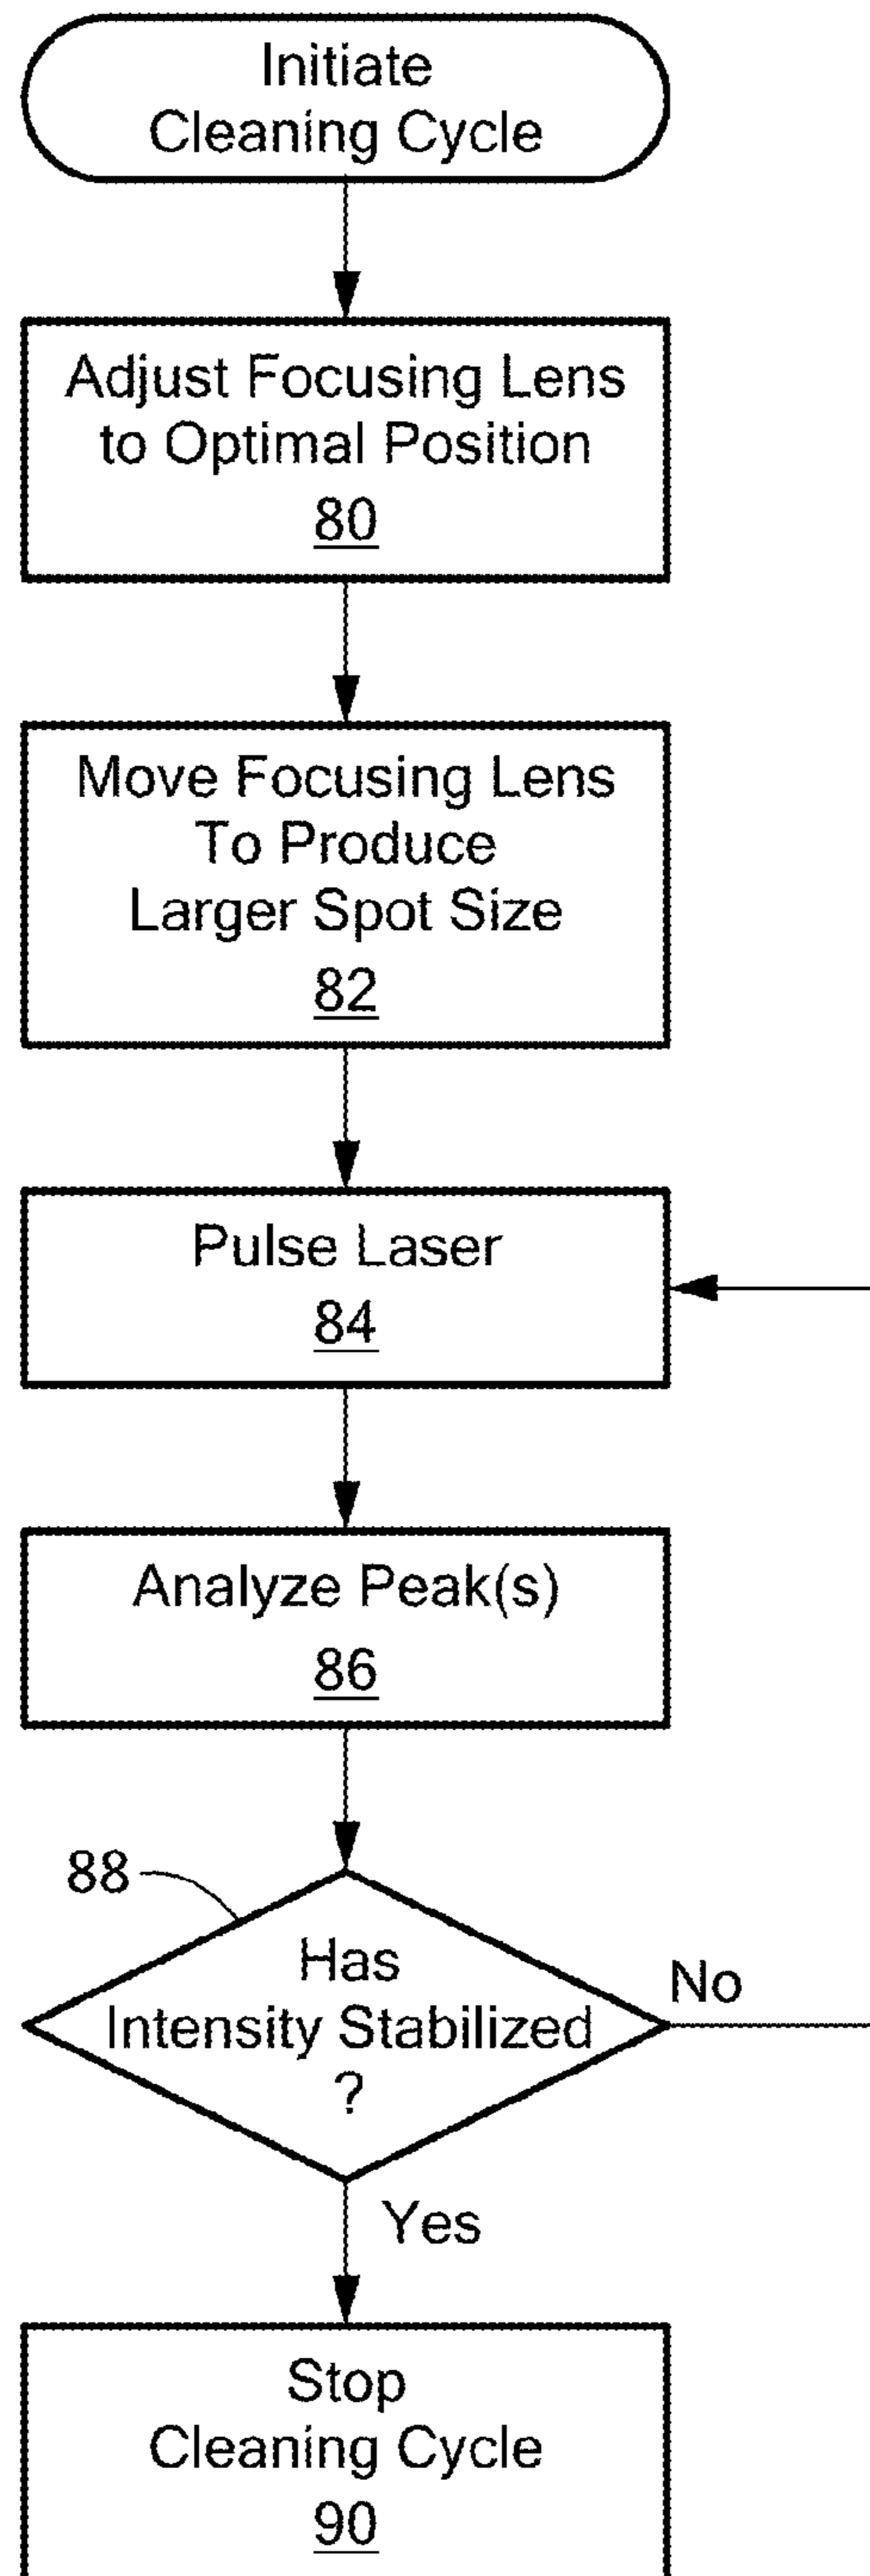 Initiate
Cleaning Cycle
Adjust Focusing Lens
to Optimal Position
80
Move Focusing Lens
To Produce
Larger Spot Size
82
Pulse Laser
84
Analyze Peak(s)
86
88
Has
Intensity Stabilized
?
No
Yes
Stop
Cleaning Cycle
90